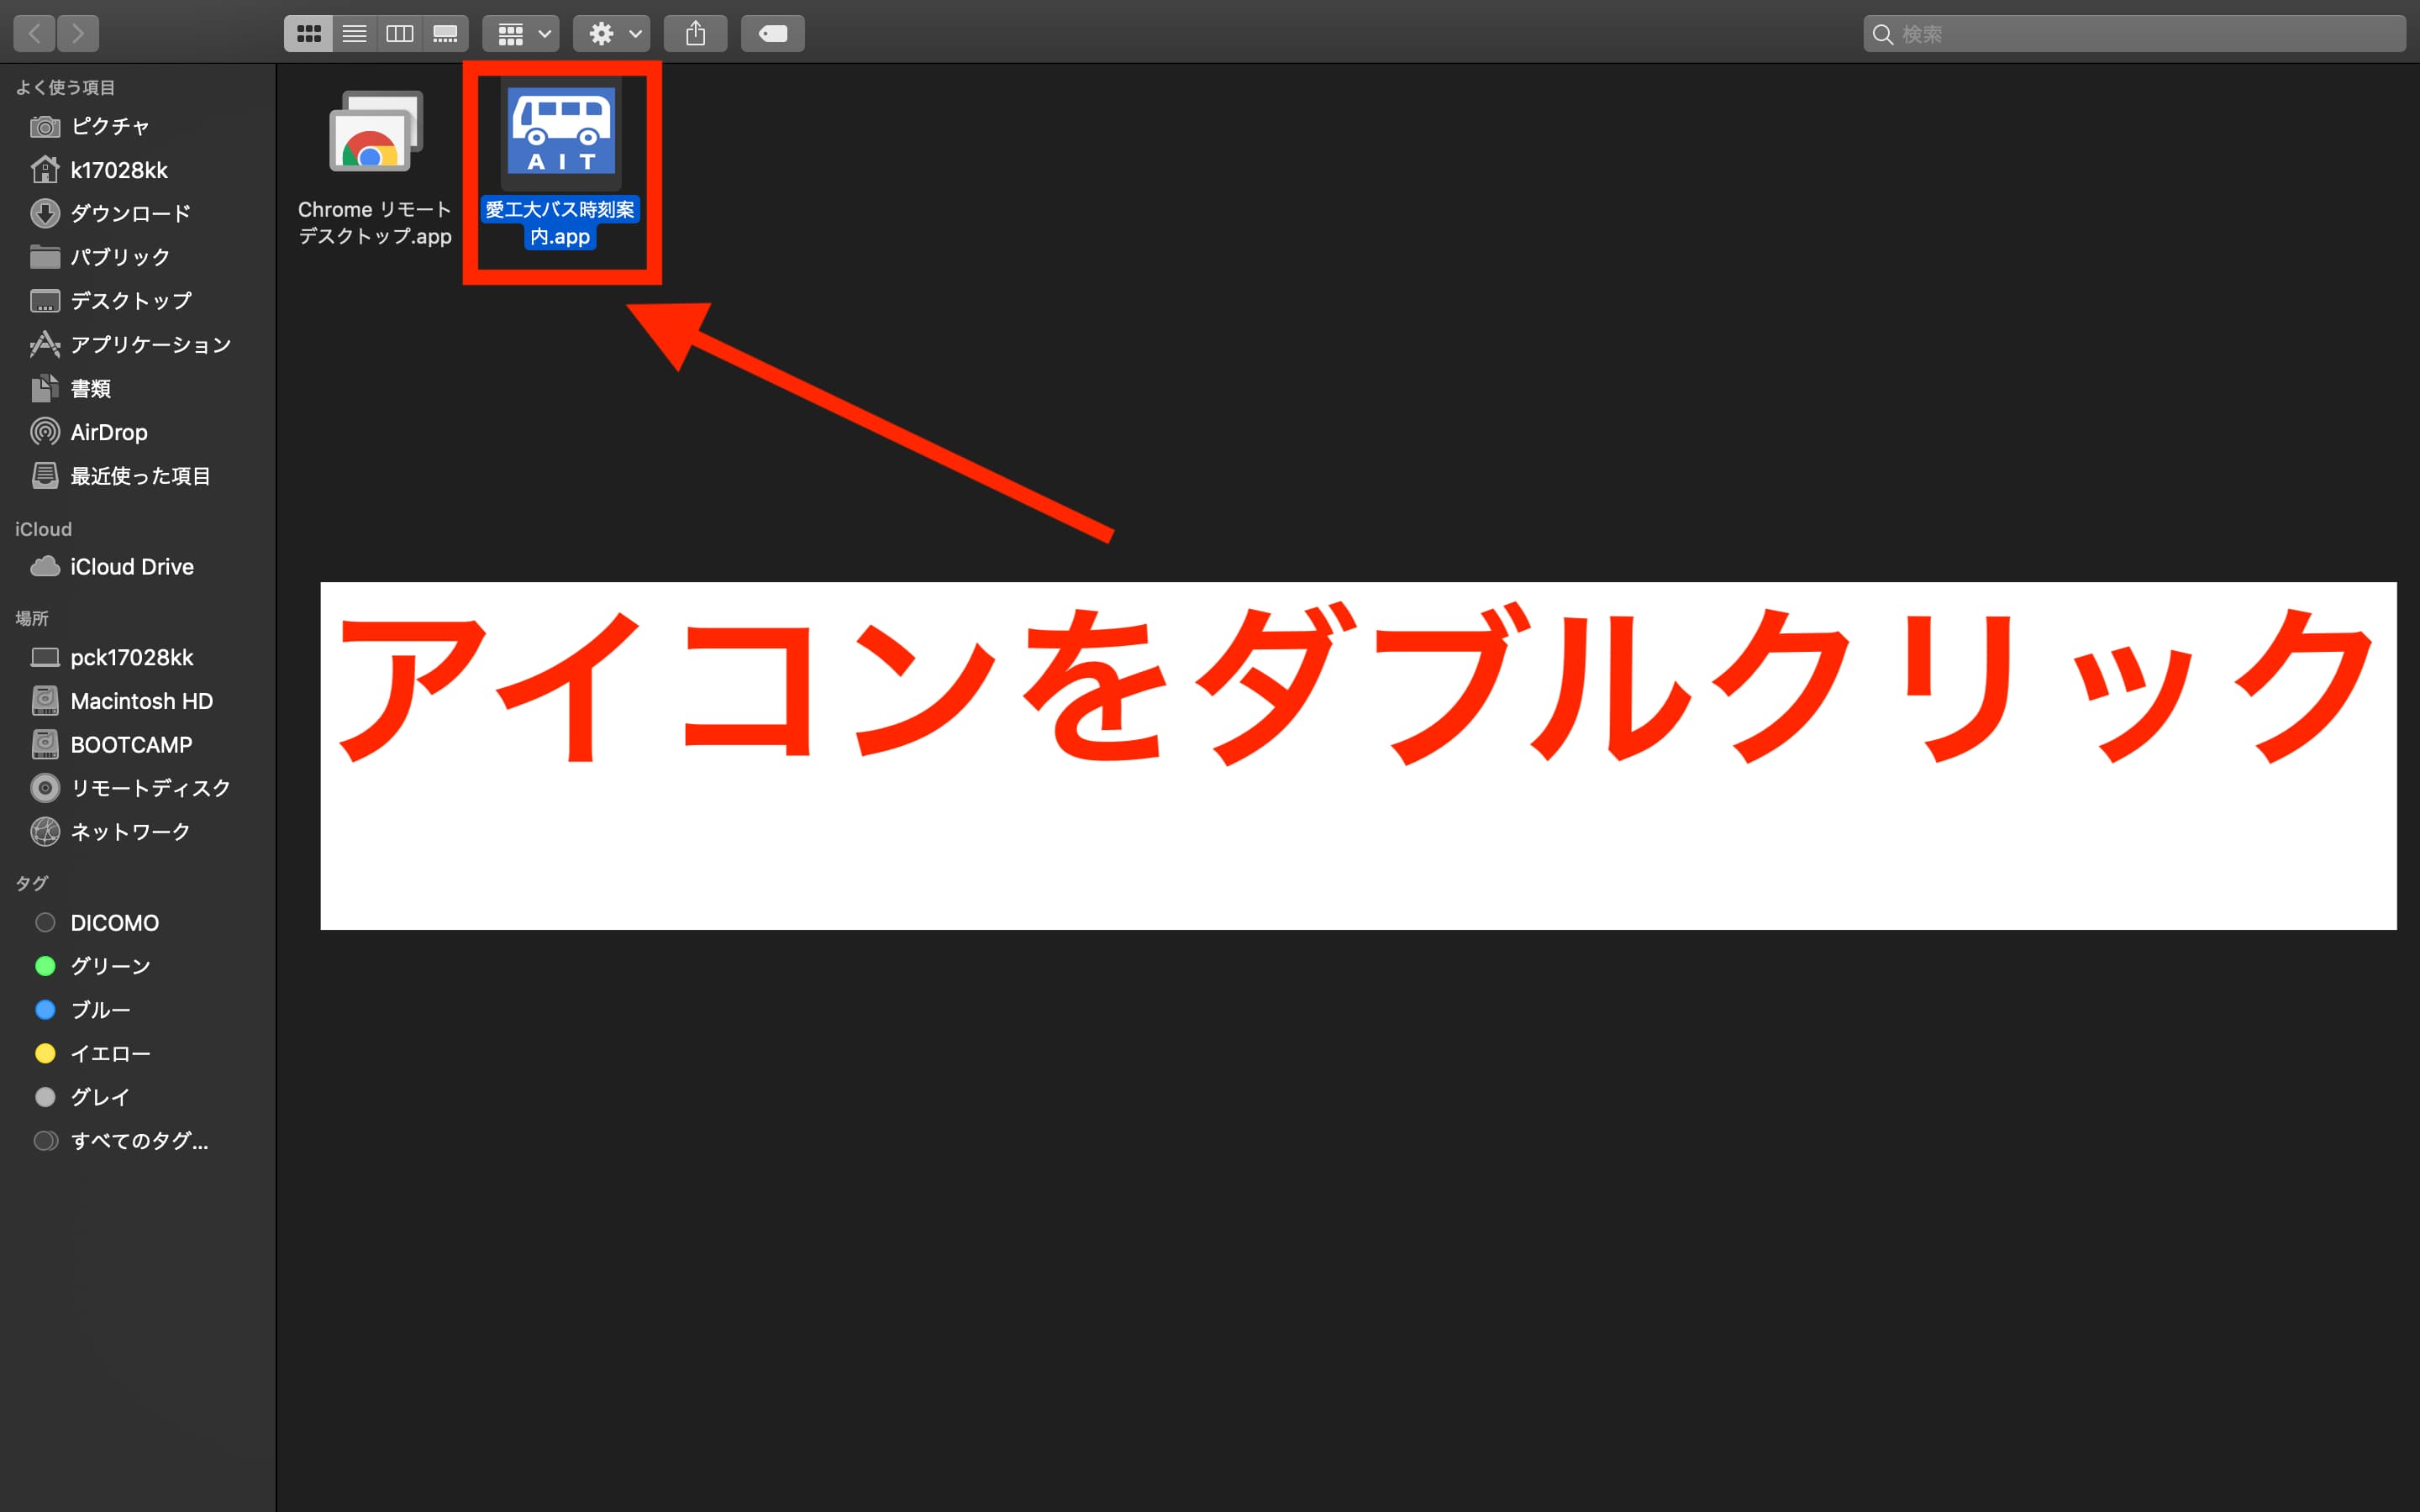 検索
よく使う項目
ピクチャ
k17028kk
ダウンロード
パブリック
デスクトップ
アプリケーション
書類
AirDrop
最近使った項目
iCloud
iCloud Drive
場所
pck17028kk
Macintosh HD
BOOTCAMP
リモートディスク
ネットワーク
タグ
DICOMO
グリーン
ブルー
イエロー
グレイ
すべてのタグ...
Chrome リモート
デスクトップ.app
AIT
愛工大バス時刻案
内.app
アイコンをダブルクリック